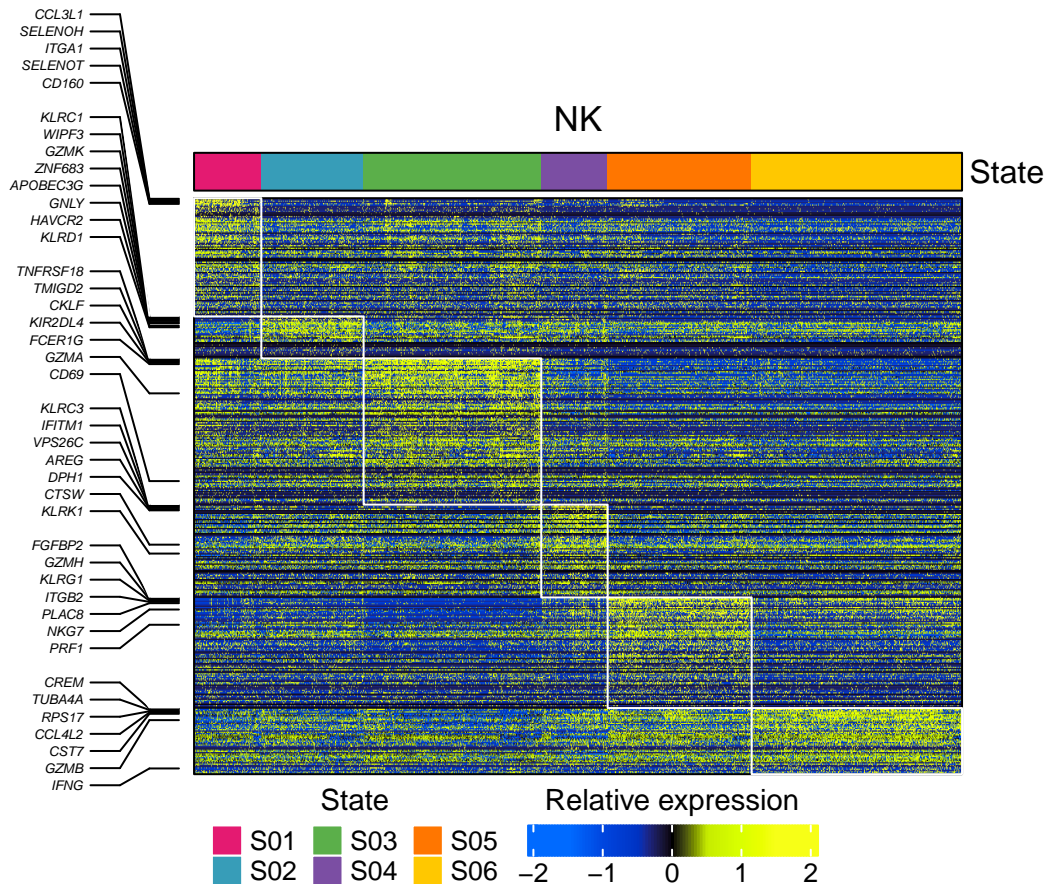 CCL3L1
SELENOH
ITGA1
SELENOT
CD160
KLRC1
WIPF3
GZMK
ZNF683
APOBEC3G
GNLY
HAVCR2
KLRD1
TNFRSF18
TMIGD2
CKLF
KIR2DL4
FCER1G
GZMA
CD69
KLRC3
IFITM1
VPS26C
AREG
DPH1
CTSW
KLRK1
FGFBP2
GZMH
KLRG1
ITGB2
PLAC8
NKG7
PRF1
CREM
TUBA4A
RPS17
CCL4L2
CST7
GZMB
IFNG
NK
State
State
S01 S03 S05
S02 S04 S06
Relative expression
−2 −1 0 1 2